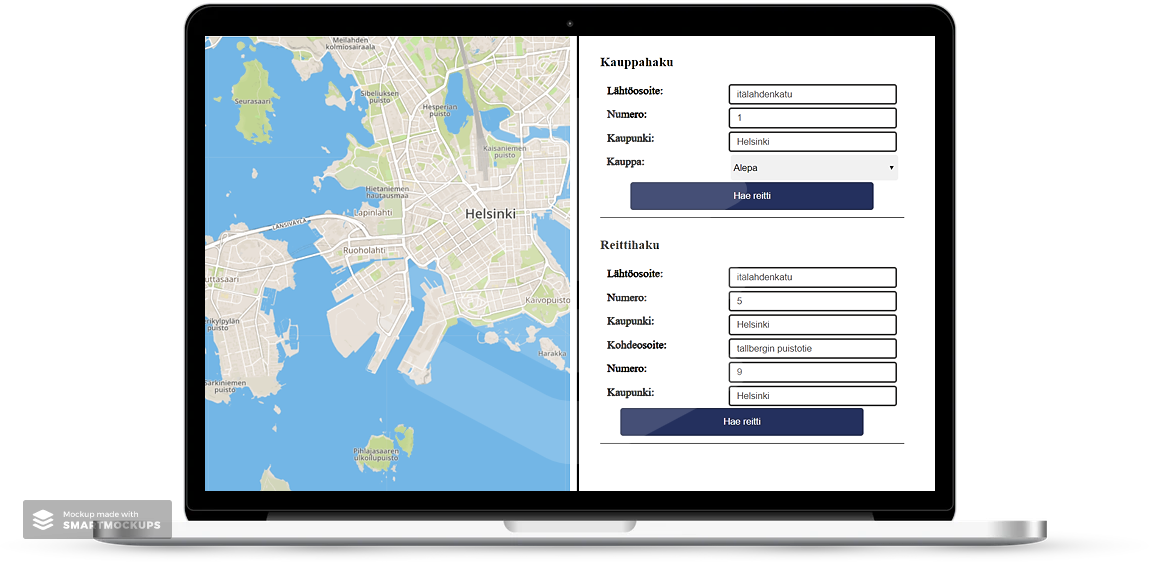 Meilahden
kolmiosairaala
Seurasaari
Sibeliuksen
puisto
Hesperian
puisto
Kaisaniemen
puisto
Hietaniemen
hautausmaa
Lapinlahti
Helsinki
LÄNSIVÄYLÄ
Ruoholahti
uttasaari
Kaivopuisto
rikylpylän
puisto
Harakka
Sarkiniemen
puisto
Pihlajasaaren
ulkoilupuisto
Kauppahaku
Lähtöosoite: itälahdenkatu
Numero: 1
Kaupunki: Helsinki
Kauppa: Alepa
Hae reitti
Reittihaku
Lähtöosoite: itälahdenkatu
Numero: 5
Kaupunki: Helsinki
Kohdeosoite: tallbergin puistotie
Numero: 9
Kaupunki: Helsinki
Hae reitti
Mockup made with
SMARTMOCKUPS